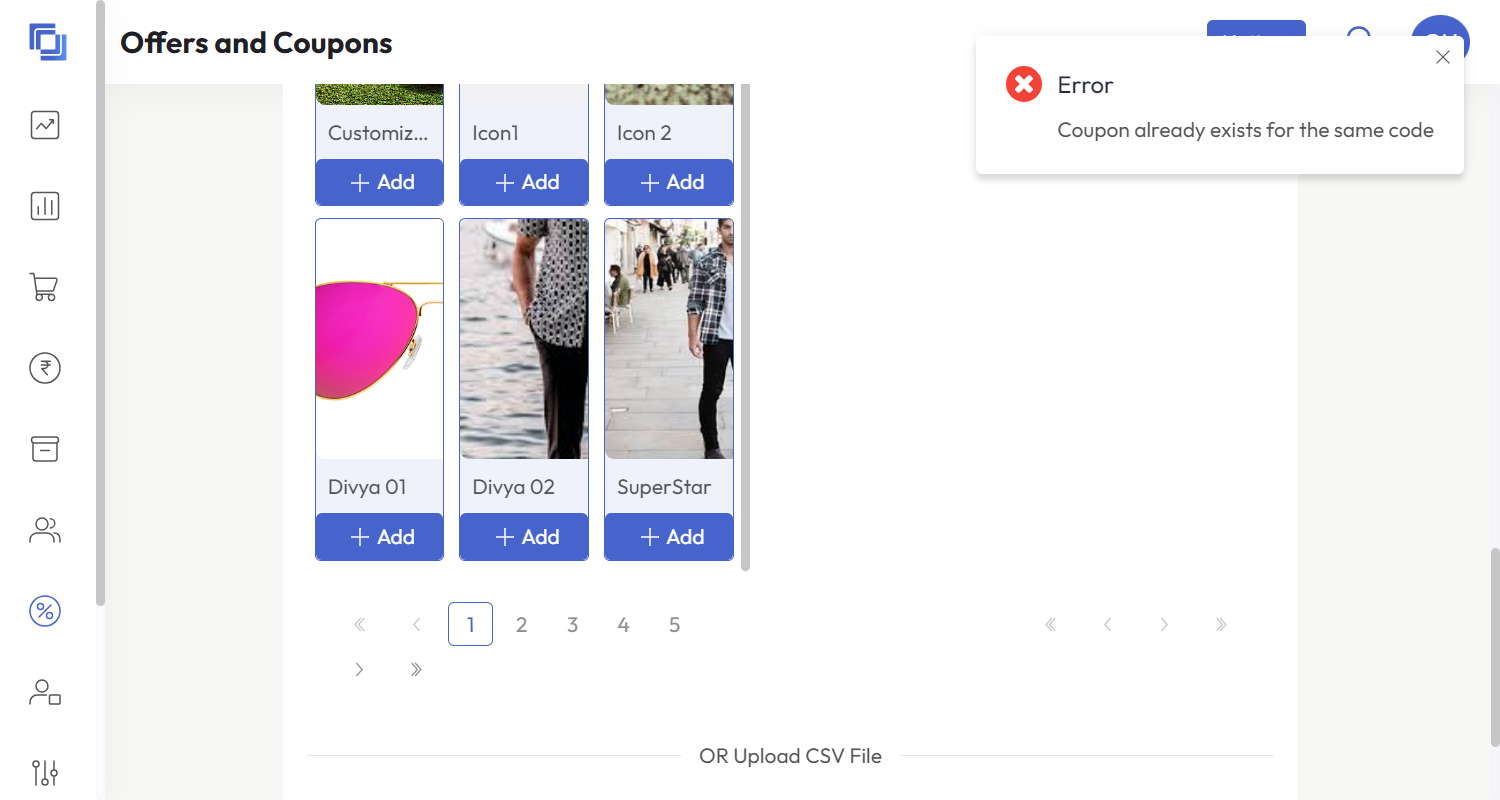 Offers and Coupons
Error
Coupon already exists for the same code
Customiz...
Icon1
Icon 2
+ Add
+ Add
+ Add
Divya 01
Divya 02
SuperStar
+ Add
+ Add
+ Add
1 2 3 4 5
OR Upload CSV File